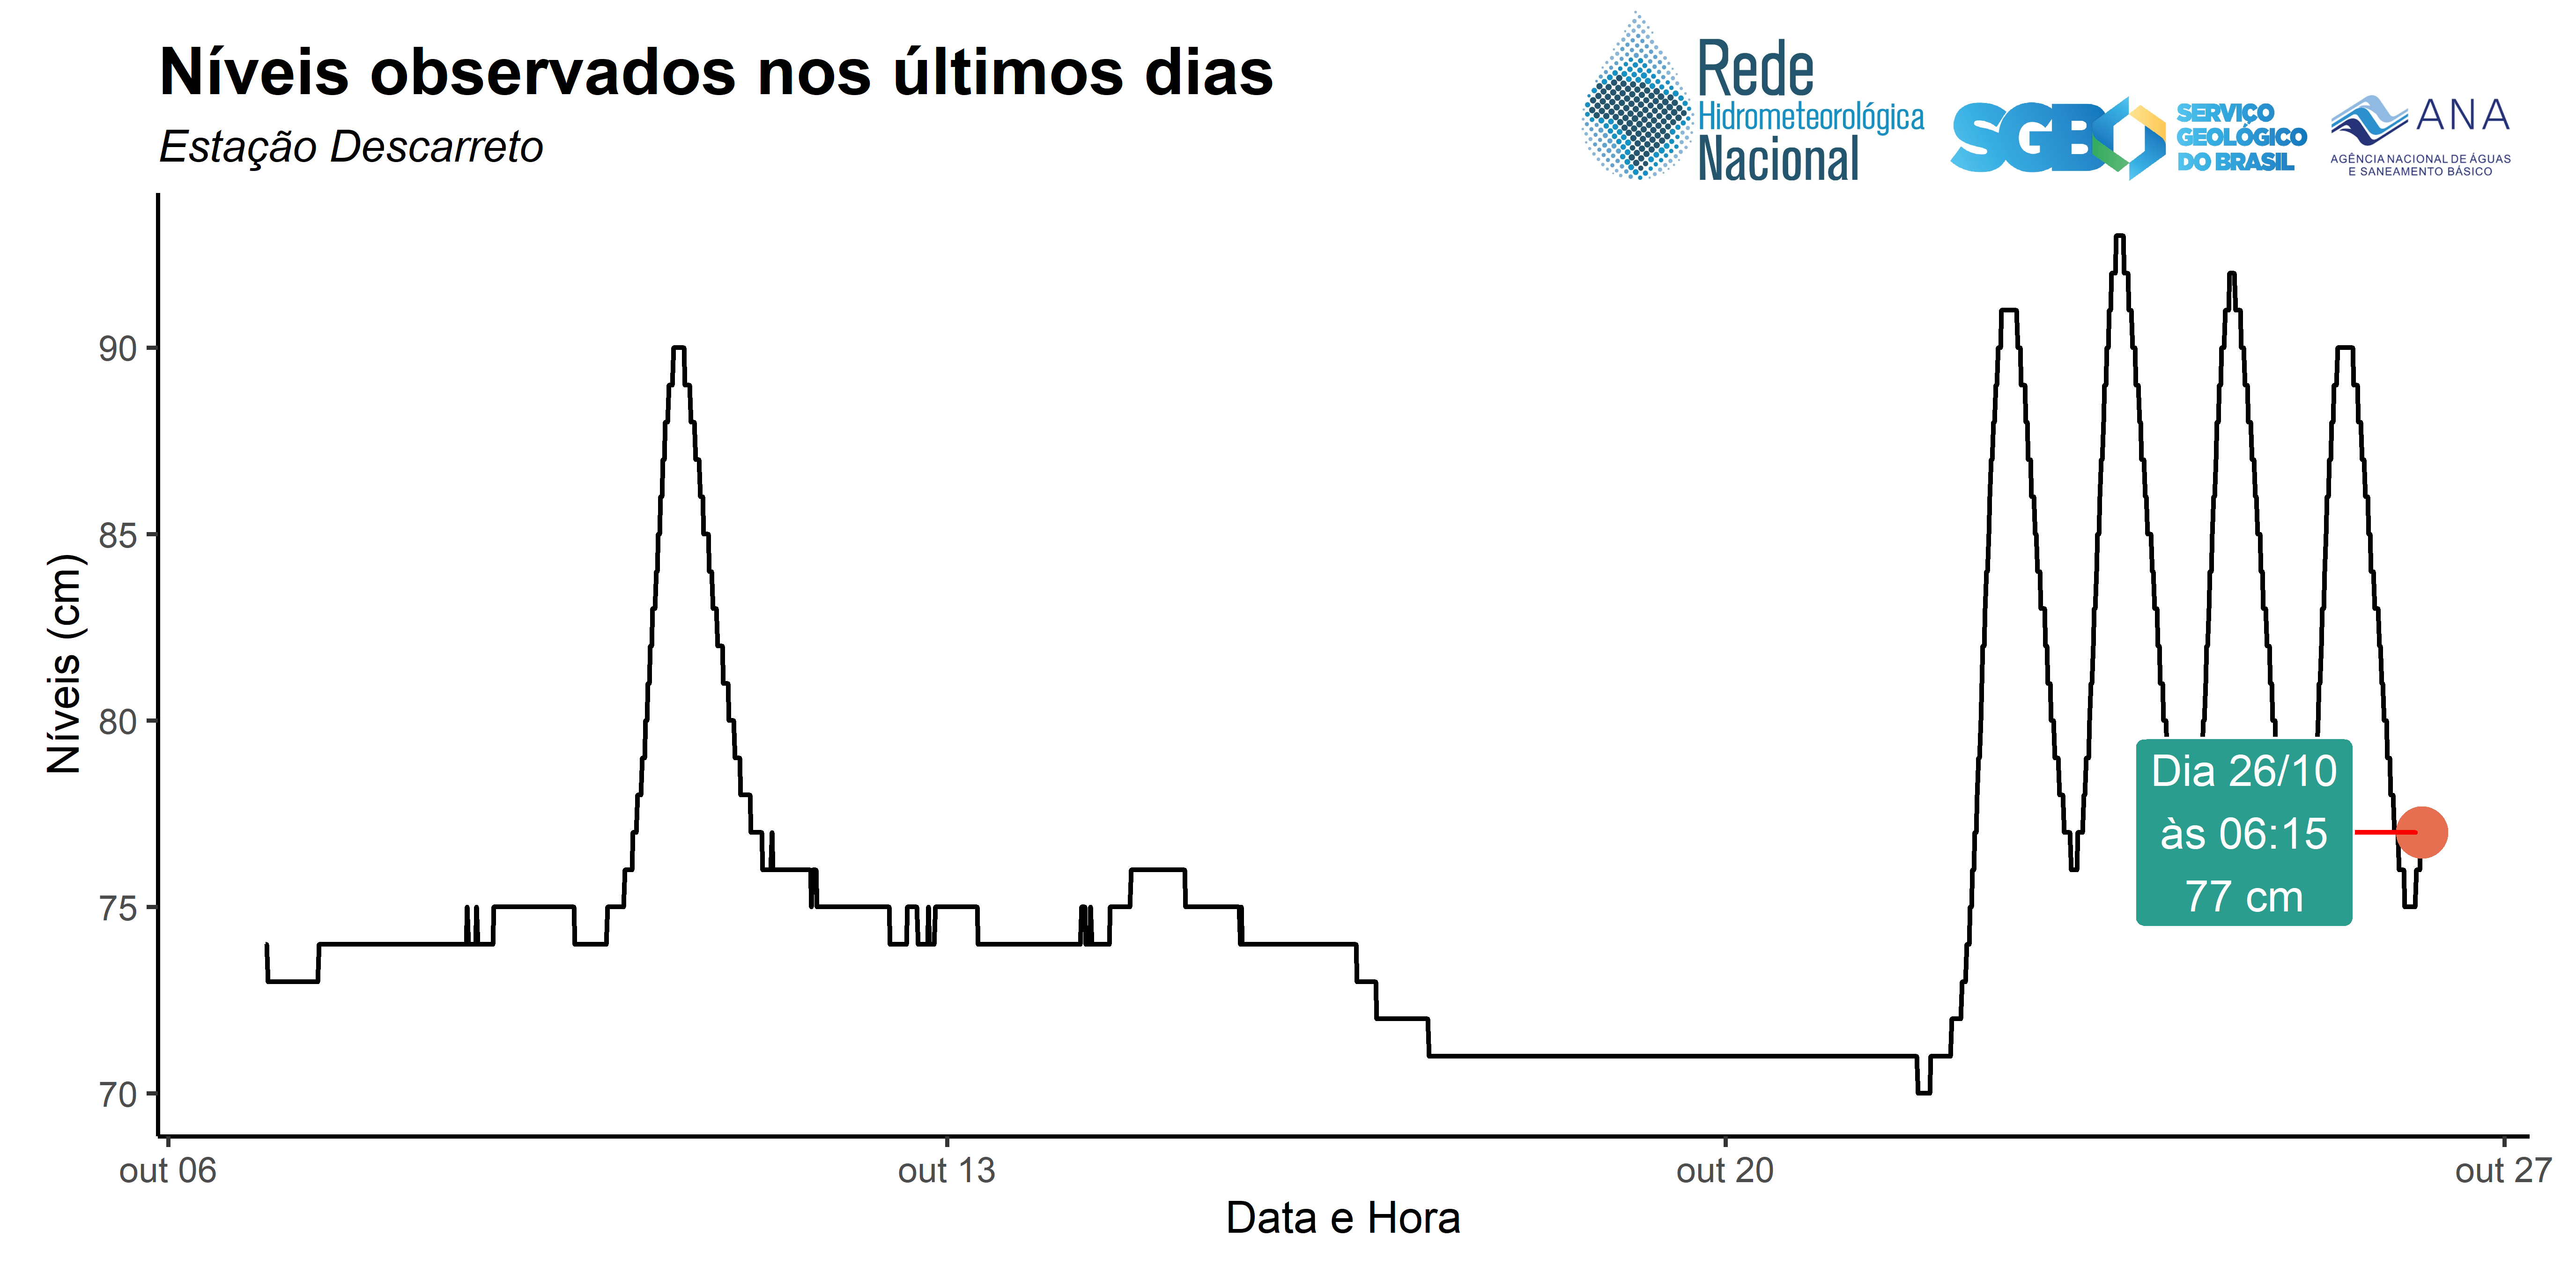 Níveis observados nos últimos dias
Estação Descarreto
Rede
Hidrometeorológica
Nacional
SGB
SERVIÇO
GEOLÓGICO
DO BRASIL
ANA
AGÊNCIA NACIONAL DE ÁGUAS
E SANEAMENTO BÁSICO
Níveis (cm)
90
85
80
75
70
Dia 26/10
às 06:15
77 cm
out 06
out 13
out 20
out 27
Data e Hora